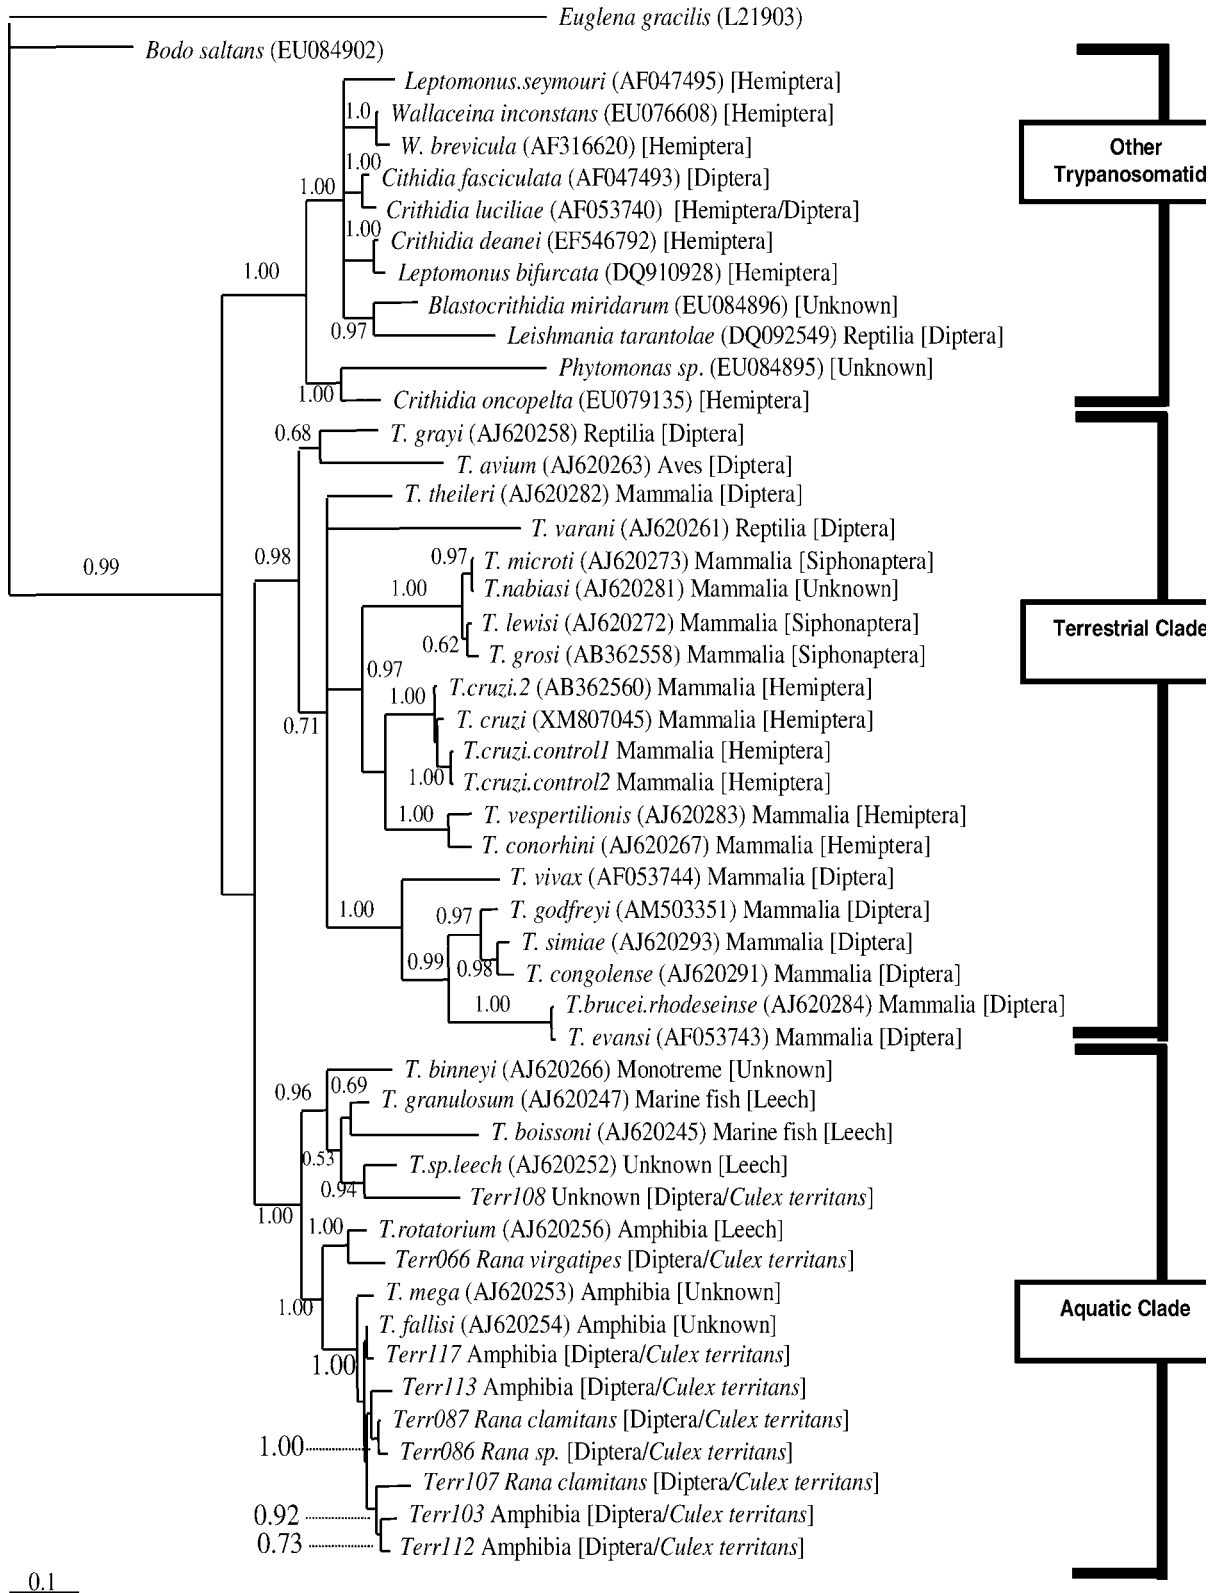 Euglena gracilis (L21903)
Bodo saltans (EU084902)
Leptomonus.seymouri (AF047495) [Hemiptera]
1.0 Wallaceina inconstans (EU076608) [Hemiptera]
W. brevicula (AF316620) [Hemiptera]
Other
Trypanosomatid
1.00
Cithidia fasciculata (AF047493) [Diptera]
1.00
Crithidia luciliae (AF053740) [Hemiptera/Diptera]
1.00
Crithidia deanei (EF546792) [Hemiptera]
1.00
Leptomonus bifurcata (DQ910928) [Hemiptera]
Blastocrithidia miridarum (EU084896) [Unknown]
0.97
Leishmania tarantolae (DQ092549) Reptilia [Diptera]
Phytomonas sp. (EU084895) [Unknown]
1.00
Crithidia oncopelta (EU079135) [Hemiptera]
0.68
T. grayi (AJ620258) Reptilia [Diptera]
T. avium (AJ620263) Aves [Diptera]
T. theileri (AJ620282) Mammalia [Diptera]
T. varani (AJ620261) Reptilia [Diptera]
0.99
0.98
0.97
T. microti (AJ620273) Mammalia [Siphonaptera]
1.00
T.nabiasi (AJ620281) Mammalia [Unknown]
T. lewisi (AJ620272) Mammalia [Siphonaptera]
Terrestrial Clade
0.62
T. grosi (AB362558) Mammalia [Siphonaptera]
0.97
1.00
T.cruzi.2 (AB362560) Mammalia [Hemiptera]
0.71
T. cruzi (XM807045) Mammalia [Hemiptera]
T.cruzi.control1 Mammalia [Hemiptera]
1.00
T.cruzi.control2 Mammalia [Hemiptera]
1.00
T. vespertilionis (AJ620283) Mammalia [Hemiptera]
T. conorhini (AJ620267) Mammalia [Hemiptera]
T. vivax (AF053744) Mammalia [Diptera]
1.00
0.97
T. godfreyi (AM503351) Mammalia [Diptera]
T. simiae (AJ620293) Mammalia [Diptera]
0.99
0.98
T. congolense (AJ620291) Mammalia [Diptera]
1.00
T.brucei.rhodeseinse (AJ620284) Mammalia [Diptera]
T. evansi (AF053743) Mammalia [Diptera]
T. binneyi (AJ620266) Monotreme [Unknown]
0.96
0.69
T. granulosum (AJ620247) Marine fish [Leech]
T. boissoni (AJ620245) Marine fish [Leech]
0.53
T.sp.leech (AJ620252) Unknown [Leech]
0.94
Terr108 Unknown [Diptera/Culex territans]
1.00
1.00
T.rotatorium (AJ620256) Amphibia [Leech]
Terr066 Rana virgatipes [Diptera/Culex territans]
T. mega (AJ620253) Amphibia [Unknown]
1.00
Aquatic Clade
T. fallisi (AJ620254) Amphibia [Unknown]
1.00
Terr117 Amphibia [Diptera/Culex territans]
Terr113 Amphibia [Diptera/Culex territans]
Terr087 Rana clamitans [Diptera/Culex territans]
1.00
Terr086 Rana sp. [Diptera/Culex territans]
Terr107 Rana clamitans [Diptera/Culex territans]
0.92
Terr103 Amphibia [Diptera/Culex territans]
0.73
Terr112 Amphibia [Diptera/Culex territans]
0.1